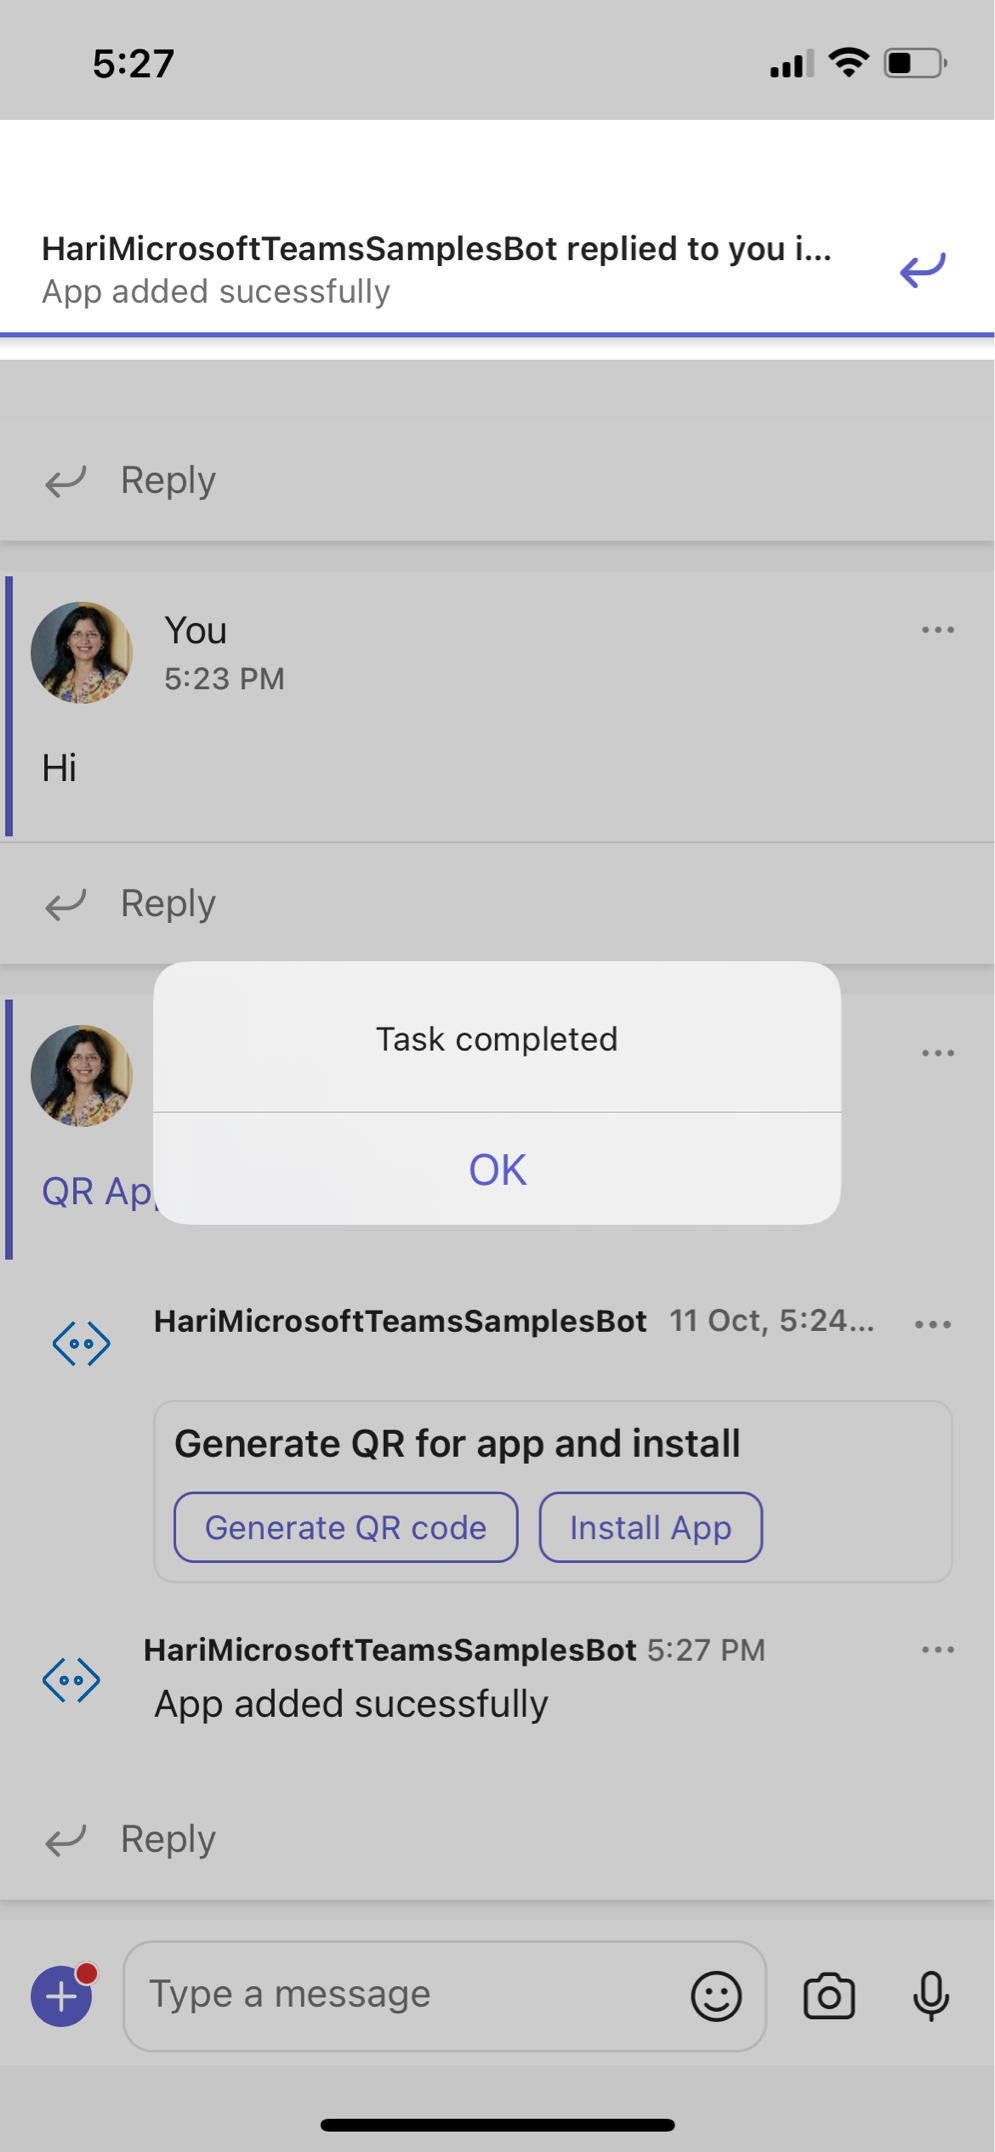 5:27
HariMicrosoftTeamsSamplesBot replied to you i...
App added sucessfully
Reply
You
5:23 PM
Hi
Reply
Task completed
OK
QR Ap
HariMicrosoftTeamsSamplesBot 11 Oct, 5:24...
Generate QR for app and install
Generate QR code Install App
HariMicrosoftTeamsSamplesBot 5:27 PM
App added sucessfully
Reply
Type a message